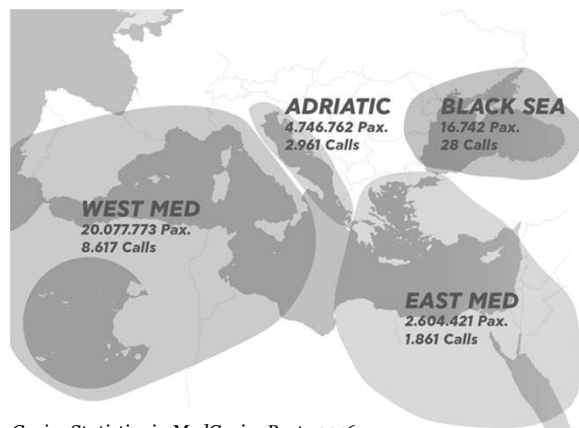 ADRIATIC
4.746.762 Pax.
2.961 Calls
BLACK SEA
16.742 Pax.
28 Calls
WEST MED
20.077.773 Pax.
8.617 Calls
EAST MED
2.604.421 Pax.
1.861 Calls